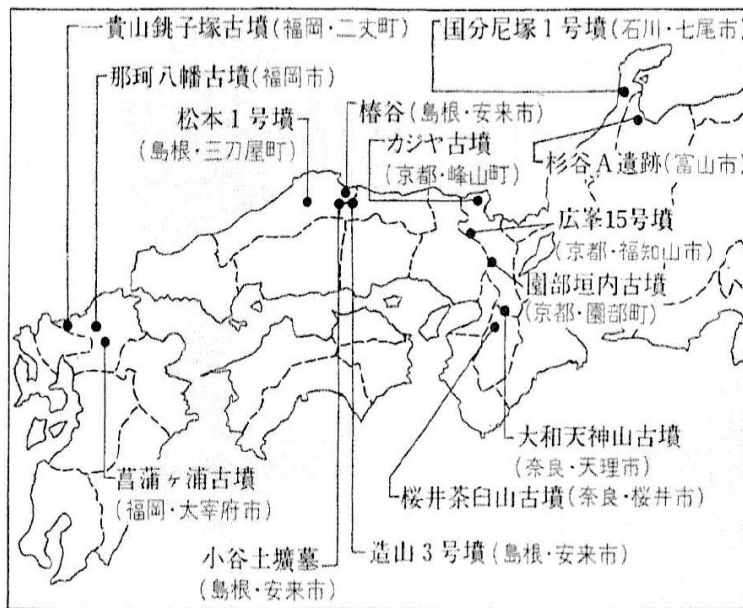 貴山銚子塚古墳(福岡・二丈町)
国分尼塚1号墳(石川・七尾市)
那珂八幡古墳(福岡市)
椿谷(島根・安来市)
松本1号墳
(島根・三刀屋町)
カジヤ古墳
(京都・峰山町)
杉谷A遺跡(富山市)
広峯15号墳
(京都・福知山市)
園部垣内古墳
(京都・園部町)
大和天神山古墳
(奈良・天理市)
菖蒲ヶ浦古墳
(福岡・太宰府市)
桜井茶臼山古墳(奈良・桜井市)
小谷土壙墓
(島根・安来市)
造山3号墳(島根・安来市)